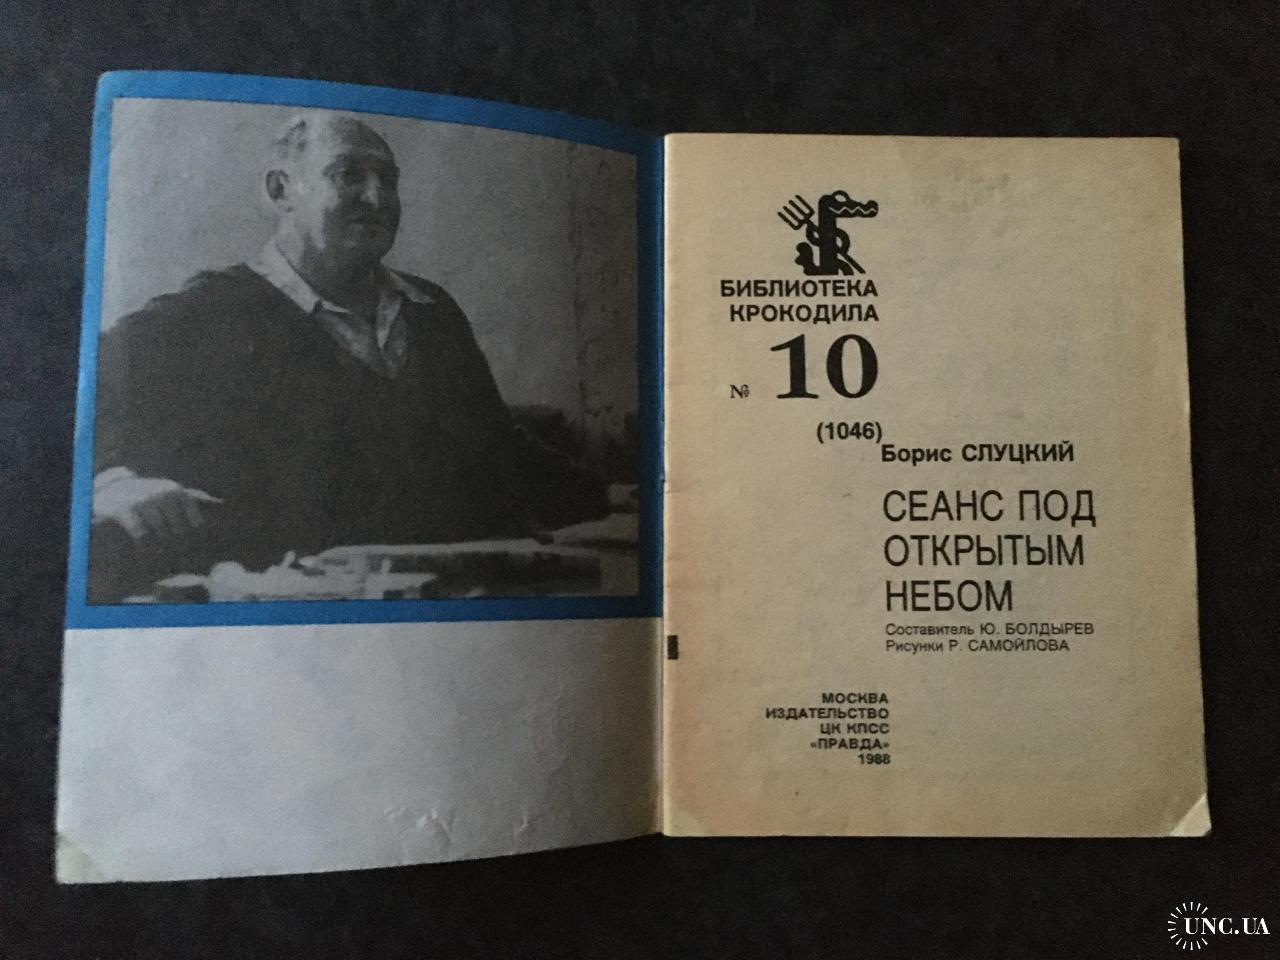 БИБЛИОТЕКА
КРОКОДИЛА
№ 10
(1046)
Борис СЛУЦКИЙ
СЕАНС ПОД
ОТКРЫТЫМ
НЕБОМ
Составитель Ю. БОЛДЫРЕВ
Рисунки Р. САМОЙЛОВА
МОСКВА
ИЗДАТЕЛЬСТВО
ЦК КПСС
«ПРАВДА»
1988
UNC.UA